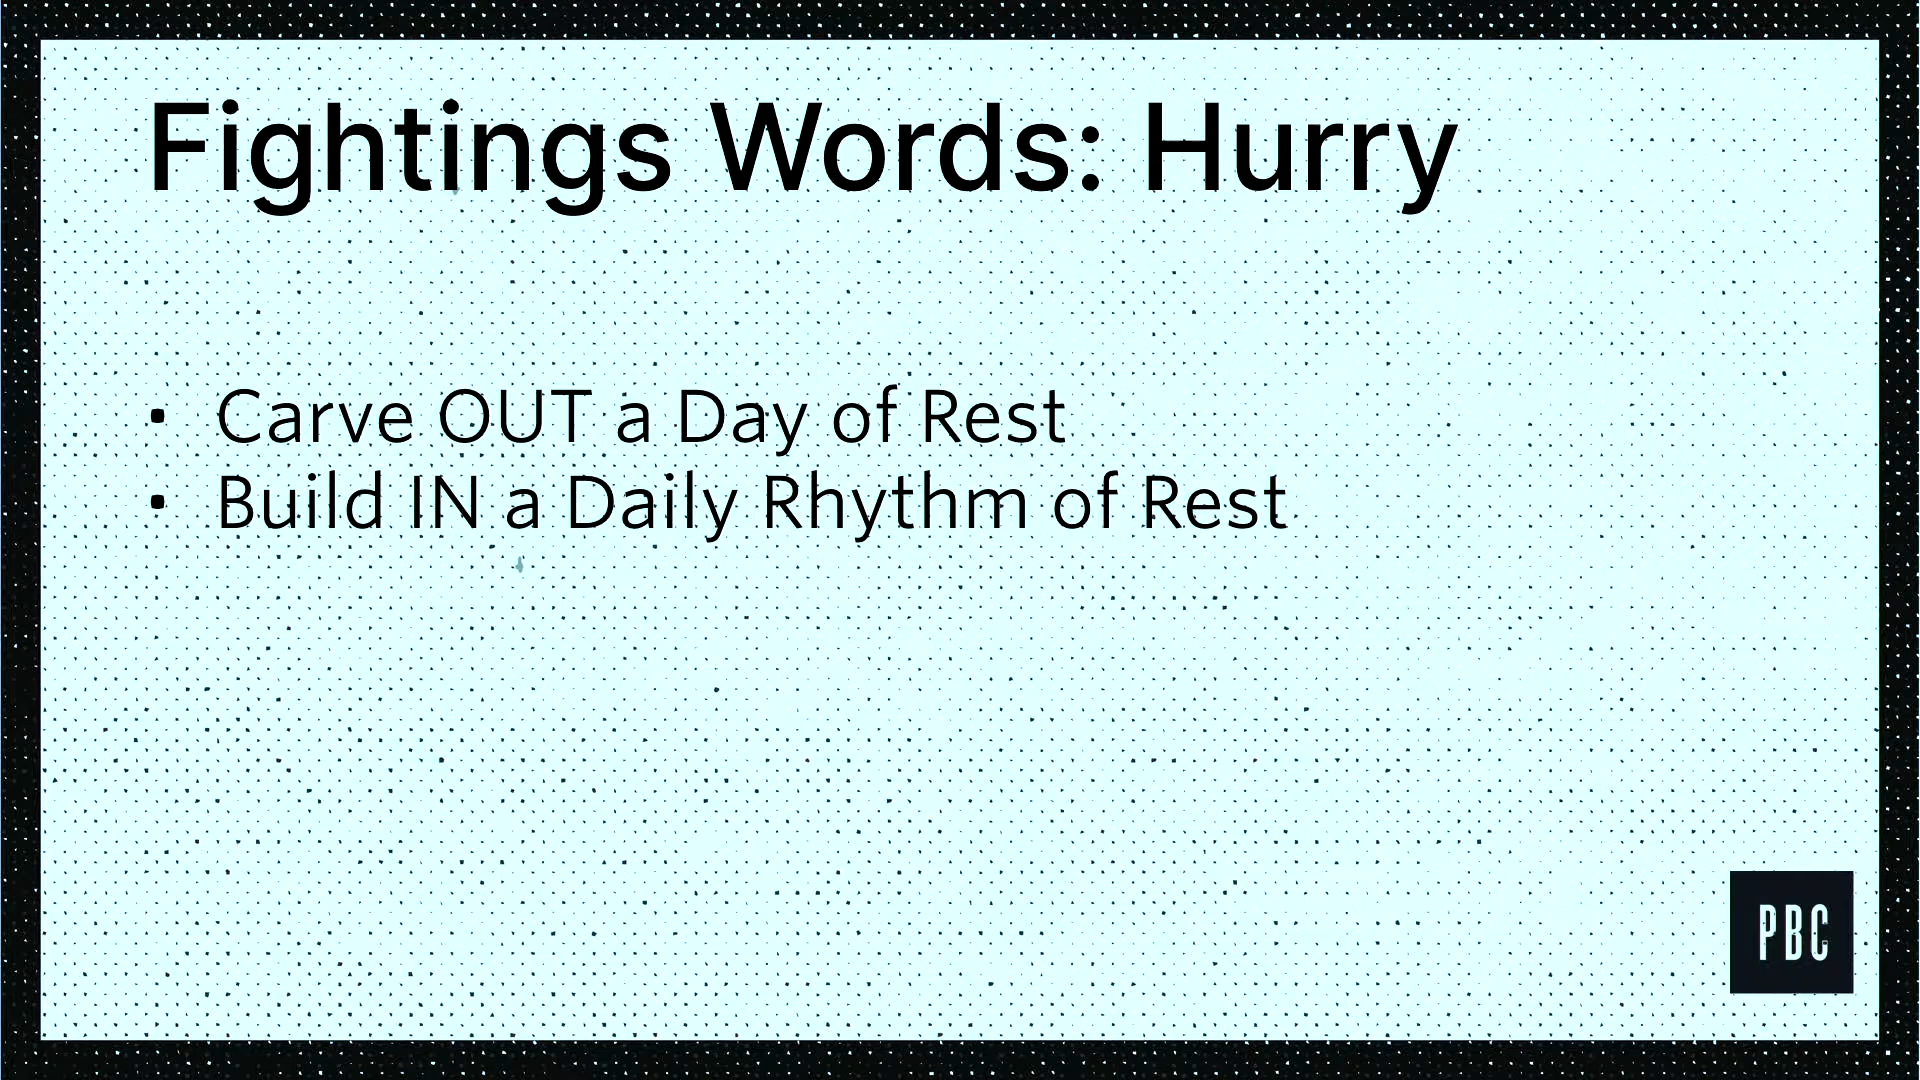 Fightings Words: Hurry
• Carve OUT a Day of Rest
• Build IN a Daily Rhythm of Rest
PBC